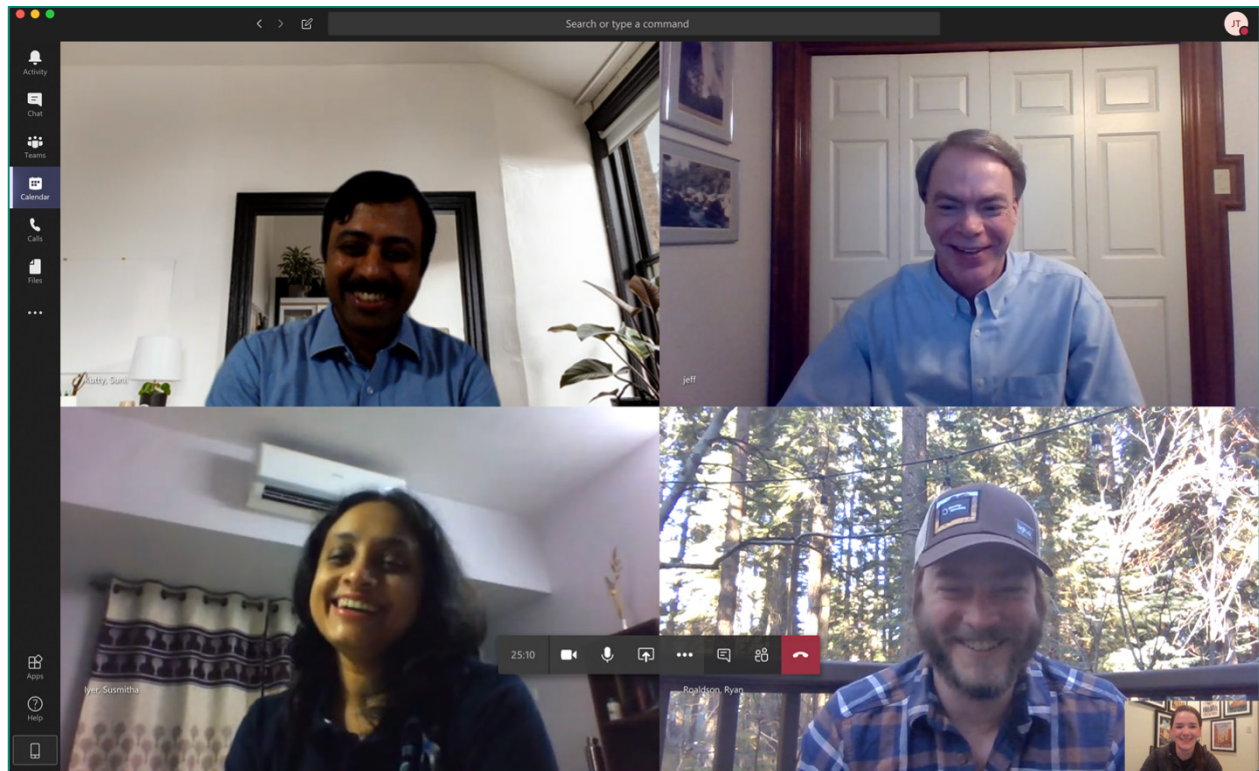 Search or type a command
JT
Activity
Chat
Teams
Calendar
Calls
Files
Kutty, Sunil
jeff
25:10
Iyer, Susmitha
Roaldson, Ryan
Apps
Help